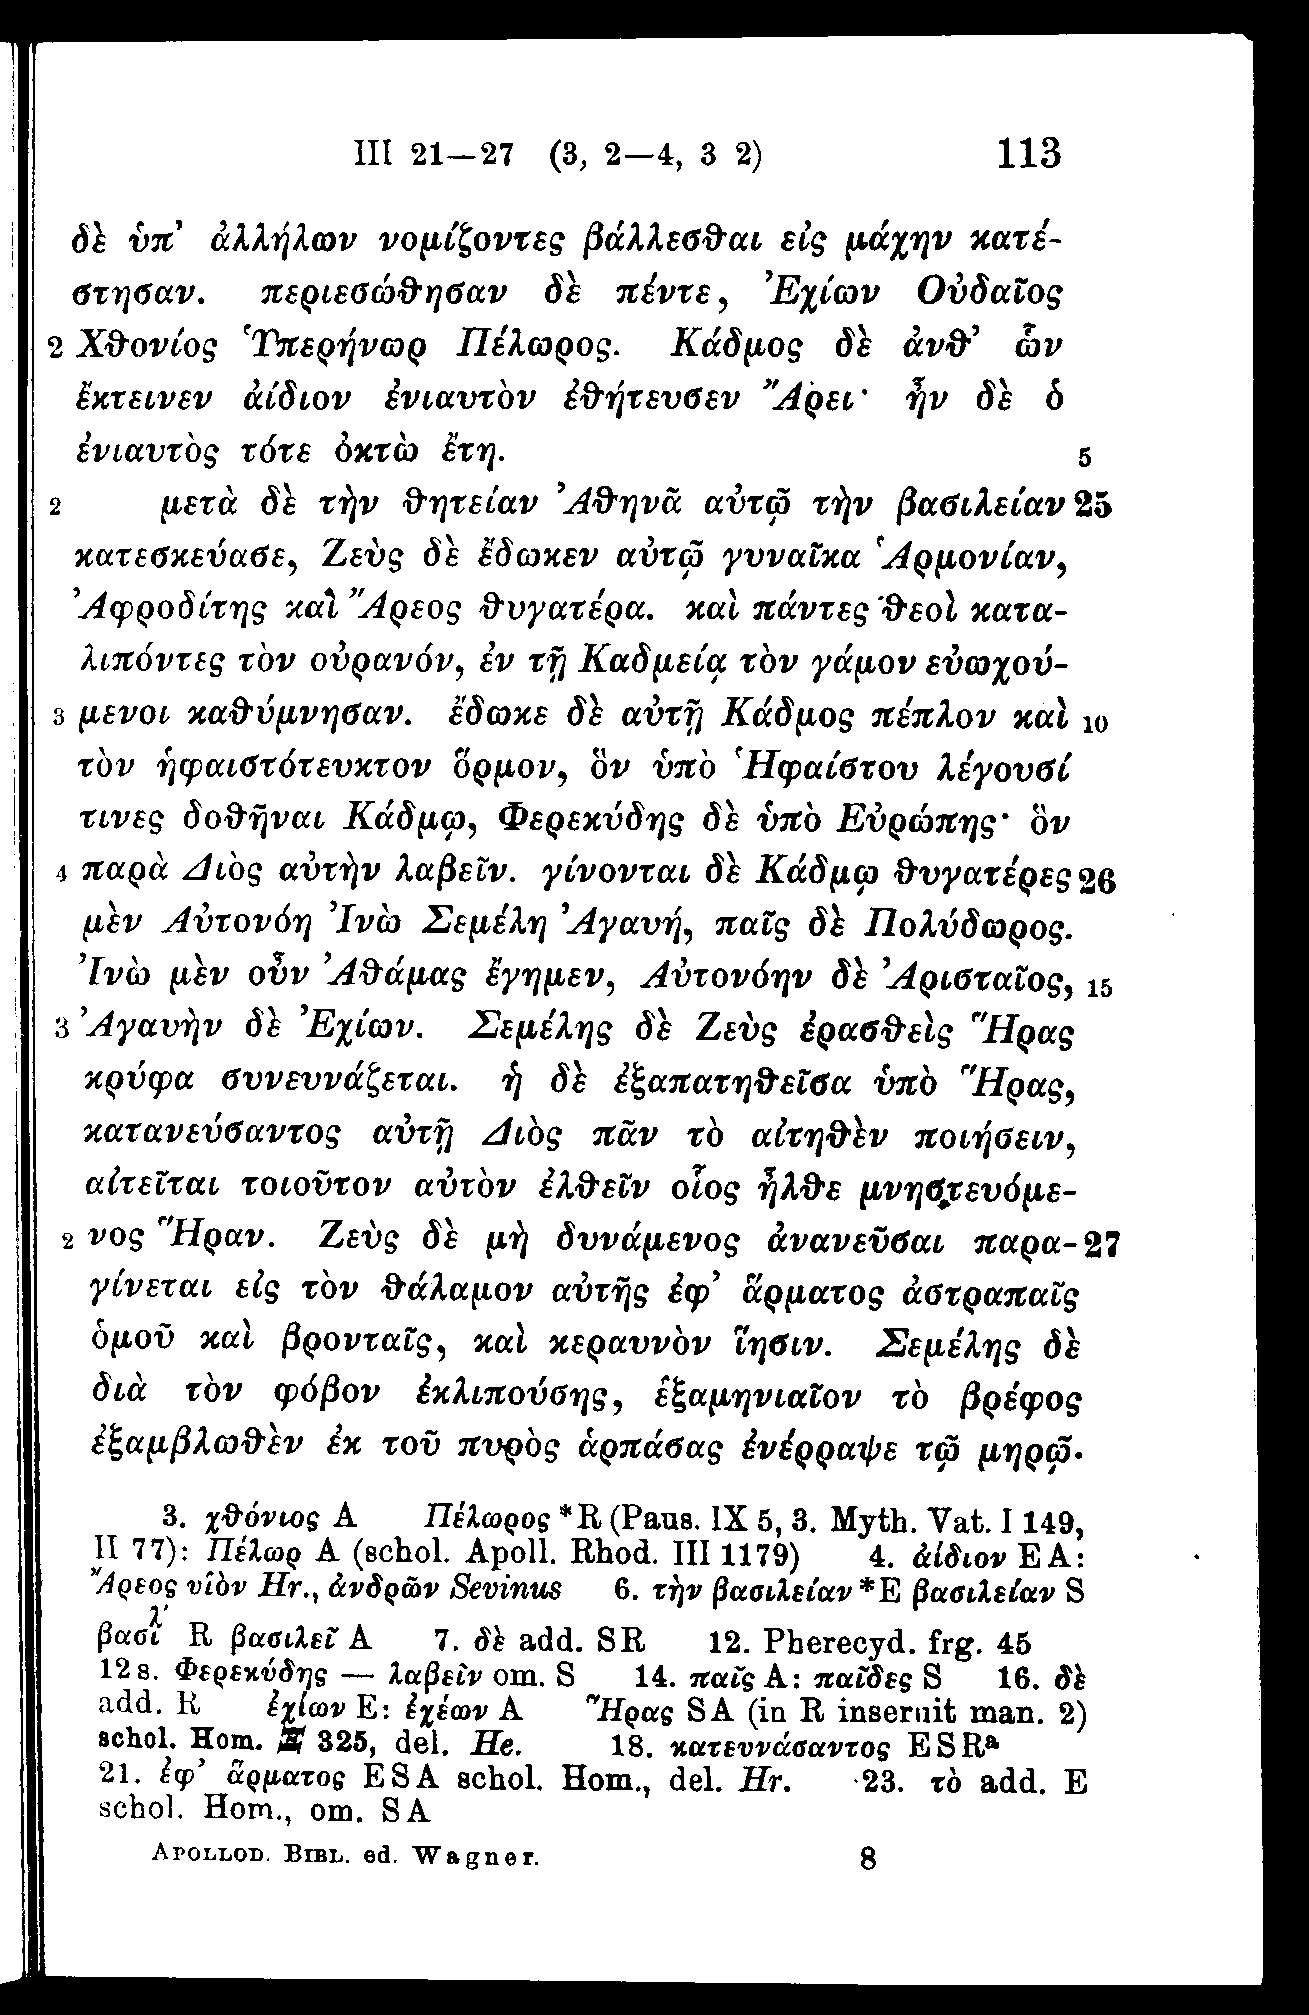 III 21—27 (3, 2—4, 3 2) 113
δὲ ὑπ’ ἀλλήλων νομίζοντες βάλλεσθαι εἰς μάχην κατέ-
στησαν. περιεσώθησαν δὲ πέντε, Ἐχίων Οὐδαῖος
2 Χθονίος Ὑπερήνωρ Πέλωρος. Κάδμος δὲ ἀνθ’ ὧν
ἔκτεινεν ἀίδιον ἐνιαυτὸν ἐθήτευσεν Ἄρει· ἦν δὲ ὁ
ἐνιαυτὸς τότε ὀκτὼ ἔτη. 5
2 μετὰ δὲ τὴν θητείαν Ἀθηνᾶ αὐτῷ τὴν βασιλείαν 25
κατεσκεύασε, Ζεὺς δὲ ἔδωκεν αὐτῷ γυναῖκα Ἁρμονίαν,
Ἀφροδίτης καὶ Ἄρεος θυγατέρα. καὶ πάντες θεοὶ κατα-
λιπόντες τὸν οὐρανόν, ἐν τῇ Καδμείᾳ τὸν γάμον εὐωχού-
3 μενοι καθύμνησαν. ἔδωκε δὲ αὐτῇ Κάδμος πέπλον καὶ 10
τὸν ἡφαιστότευκτον ὅρμον, ὃν ὑπὸ Ἡφαίστου λέγουσί
τινες δοθῆναι Κάδμῳ, Φερεκύδης δὲ ὑπὸ Εὐρώπης· ὃν
4 παρὰ Διὸς αὐτὴν λαβεῖν. γίνονται δὲ Κάδμῳ θυγατέρες 26
μὲν Αὐτονόη Ἰνὼ Σεμέλη Ἀγαυή, παῖς δὲ Πολύδωρος.
Ἰνὼ μὲν οὖν Ἀθάμας ἔγημεν, Αὐτονόην δὲ Ἀρισταῖος, 15
3 Ἀγαυὴν δὲ Ἐχίων. Σεμέλης δὲ Ζεὺς ἐρασθεὶς Ἥρας
κρύφα συνευνάζεται. ἡ δὲ ἐξαπατηθεῖσα ὑπὸ Ἥρας,
κατανεύσαντος αὐτῇ Διὸς πᾶν τὸ αἰτηθὲν ποιήσειν,
αἰτεῖται τοιοῦτον αὐτὸν ἐλθεῖν οἷος ἦλθε μνηστευόμε-
2 νος Ἥραν. Ζεὺς δὲ μὴ δυνάμενος ἀνανεῦσαι παρα- 27
γίνεται εἰς τὸν θάλαμον αὐτῆς ἐφ’ ἅρματος ἀστραπαῖς
ὁμοῦ καὶ βρονταῖς, καὶ κεραυνὸν ἵησιν. Σεμέλης δὲ
διὰ τὸν φόβον ἐκλιπούσης, ἑξαμηνιαῖον τὸ βρέφος
ἐξαμβλωθὲν ἐκ τοῦ πυρὸς ἁρπάσας ἐνέρραψε τῷ μηρῷ.
3. χθόνιος A Πέλωρος *R (Paus. IX 5, 3. Myth. Vat. I 149,
II 77): Πέλωρ A (schol. Apoll. Rhod. III 1179) 4. ἀίδιον EA:
Ἄρεος υἱὸν Hr., ἀνδρῶν Sevinus 6. τὴν βασιλείαν *E βασιλείαν S
βασιλ´ R βασιλεῖ A 7. δὲ add. SR 12. Pherecyd. frg. 45
12 s. Φερεκύδης — λαβεῖν om. S 14. παῖς A: παῖδες S 16. δὲ
add. R ἐχίων E: ἐχέων A Ἥρας SA (in R inseruit man. 2)
schol. Hom. Ξ 325, del. He. 18. κατευνάσαντος ESRᵃ
21. ἐφ’ ἅρματος ESA schol. Hom., del. Hr. 23. τὸ add. E
schol. Hom., om. SA
APOLLOD. BIBL. ed. Wagner. 8